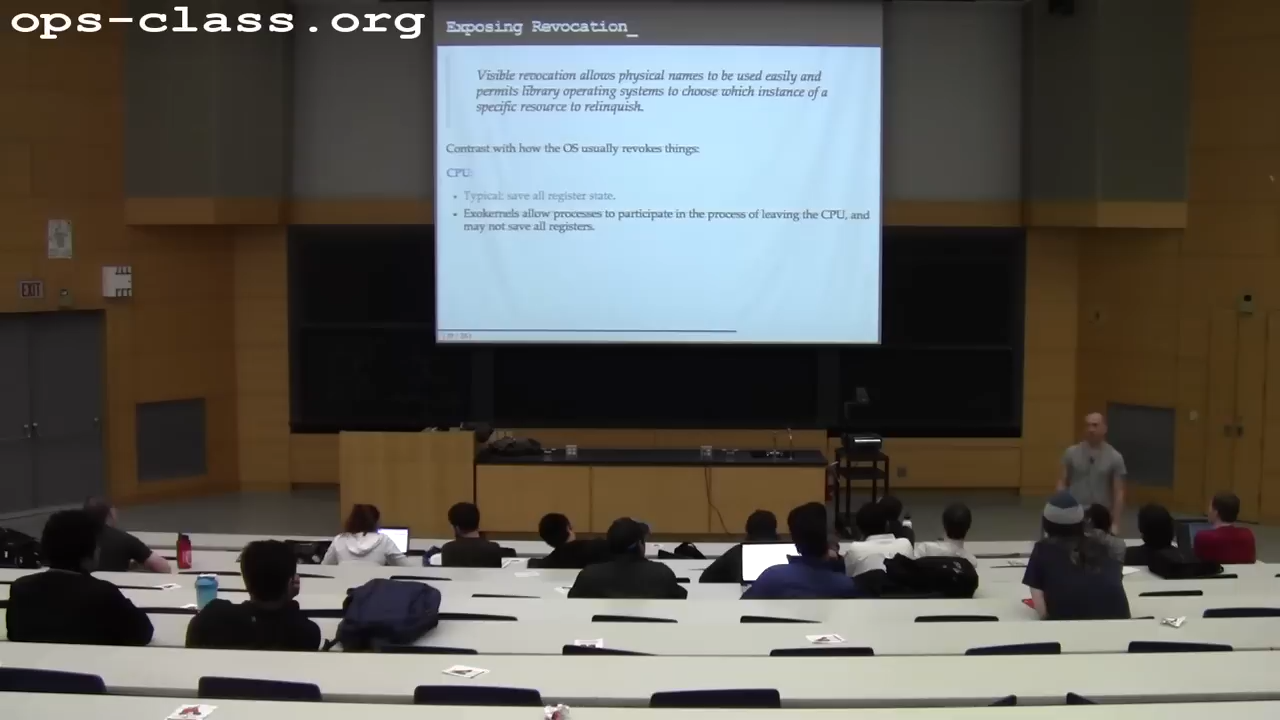 ops-class.org
Exposing Revocation_
Visible revocation allows physical names to be used easily and
permits library operating systems to choose which instance of a
specific resource to relinquish.
Contrast with how the OS usually revokes things:
CPU:
• Typical: save all register state.
• Exokernels allow processes to participate in the process of leaving the CPU, and
may not save all registers.
EXIT